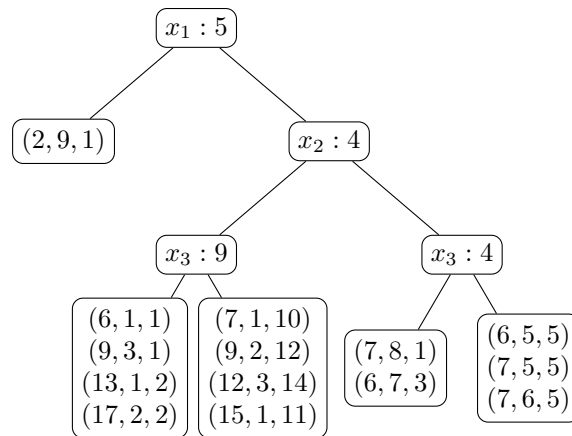 x₁ : 5
(2, 9, 1)
x₂ : 4
x₃ : 9
x₃ : 4
(6, 1, 1)
(9, 3, 1)
(13, 1, 2)
(17, 2, 2)
(7, 1, 10)
(9, 2, 12)
(12, 3, 14)
(15, 1, 11)
(7, 8, 1)
(6, 7, 3)
(6, 5, 5)
(7, 5, 5)
(7, 6, 5)